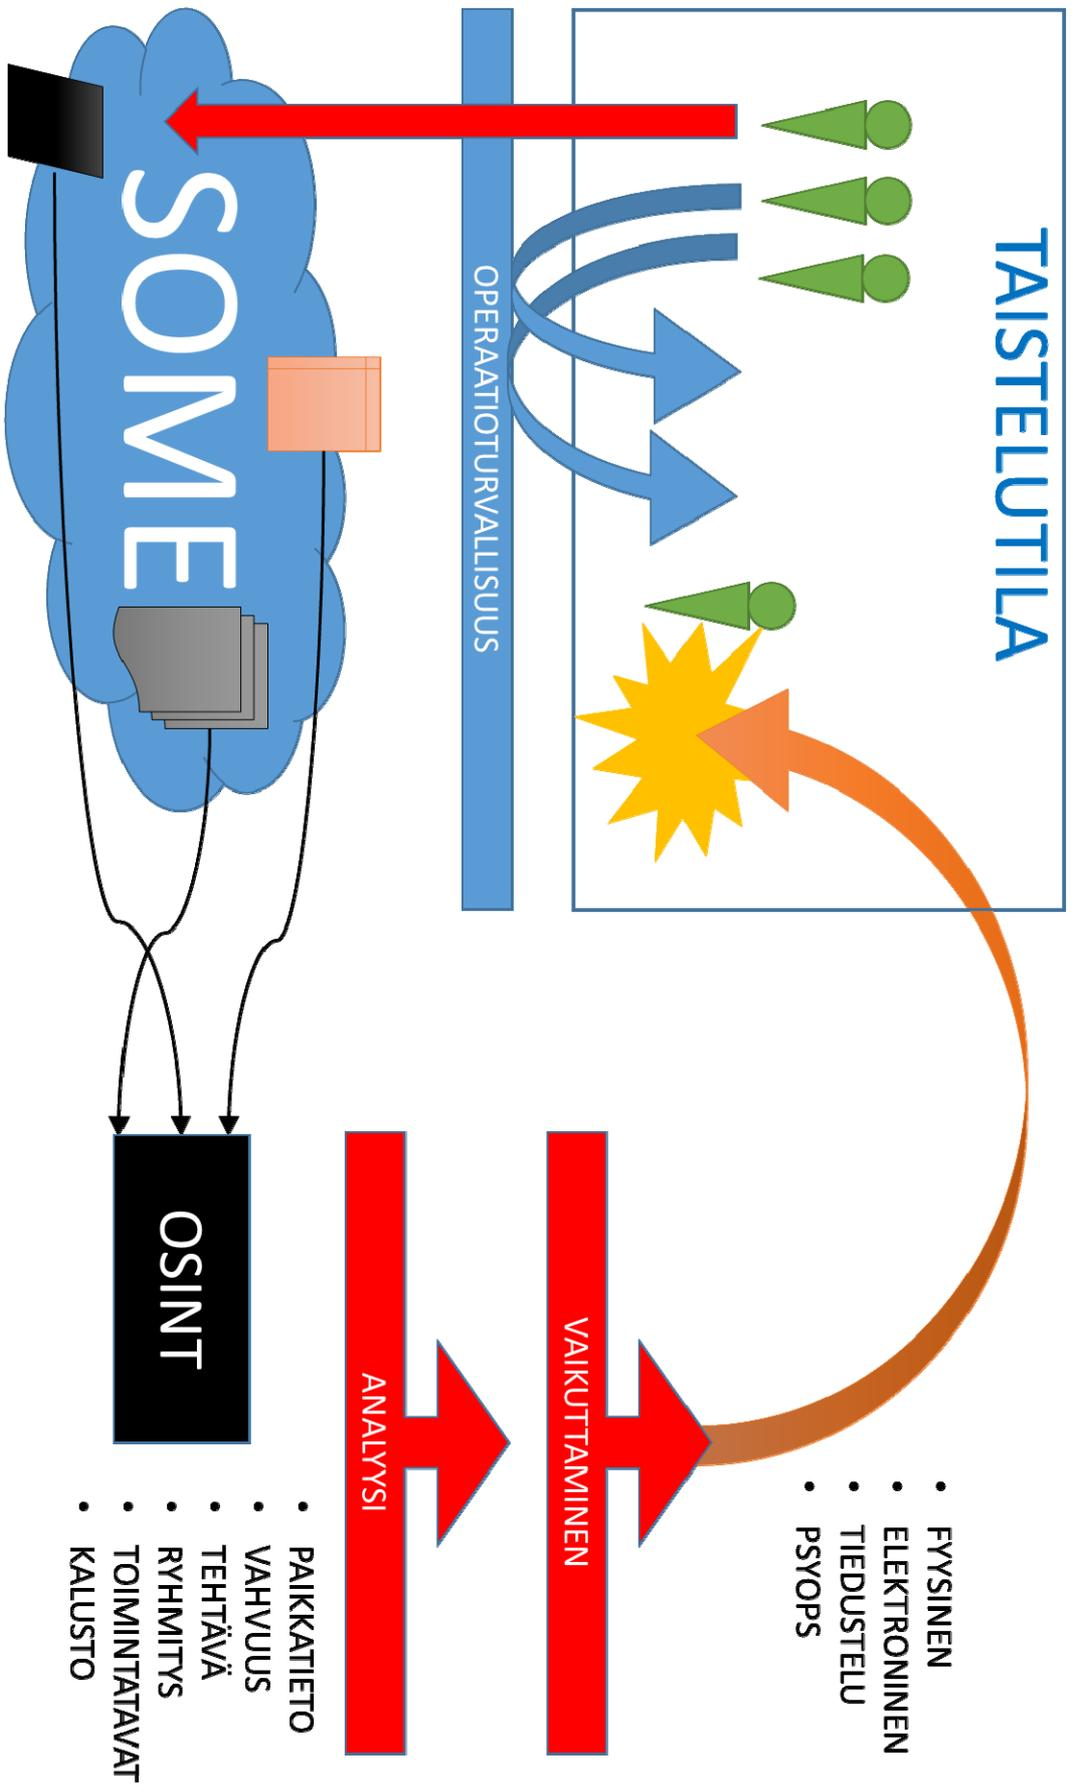 TAISTELUTILA
OPERAATIOTURVALLISUUS
SOME
FYYSINEN
ELEKTRONINEN
TIEDUSTELU
PSYOPS
VAIKUTTAMINEN
ANALYYSI
OSINT
PAIKKATIETO
VAHVUUS
TEHTÄVÄ
RYHMITYS
TOIMINTATAVAT
KALUSTO